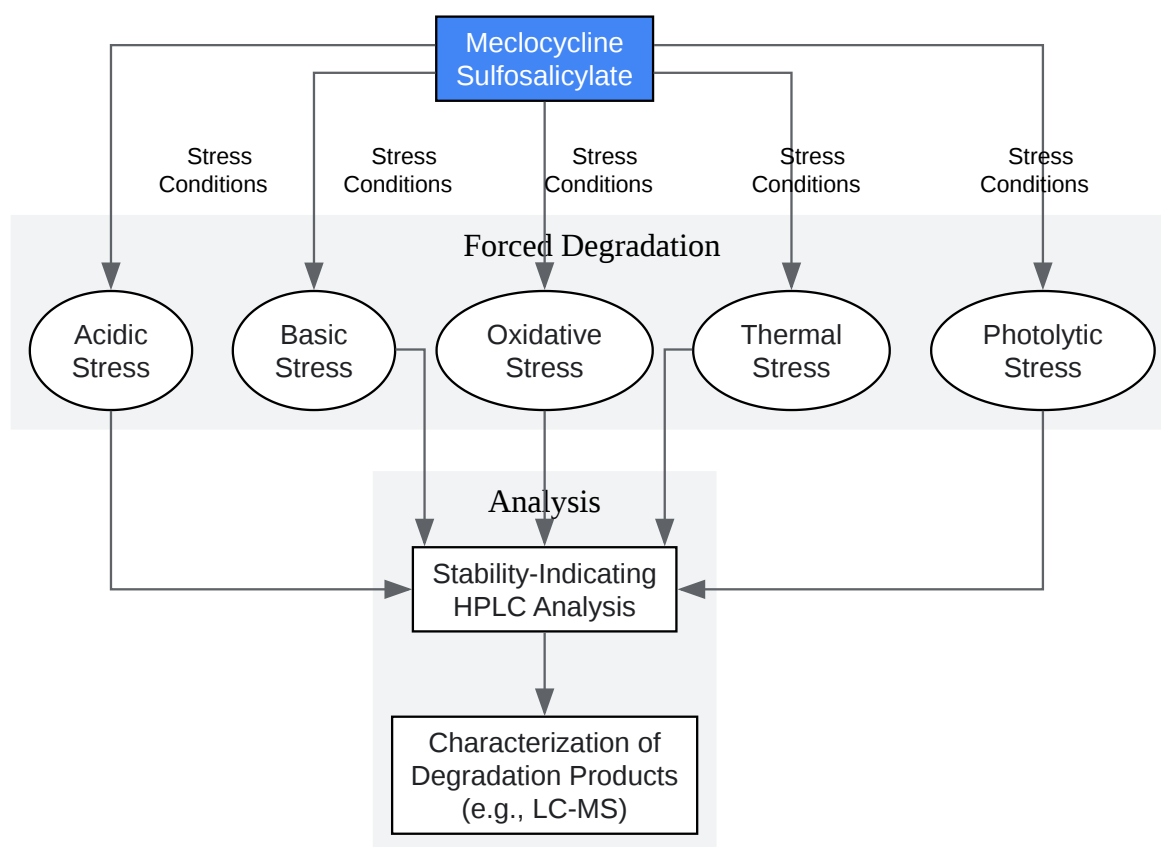 Meclocycline
Sulfosalicylate
Stress
Conditions
Stress
Conditions
Stress
Conditions
Stress
Conditions
Stress
Conditions
Forced Degradation
Acidic
Stress
Basic
Stress
Oxidative
Stress
Thermal
Stress
Photolytic
Stress
Analysis
Stability-Indicating
HPLC Analysis
Characterization of
Degradation Products
(e.g., LC-MS)